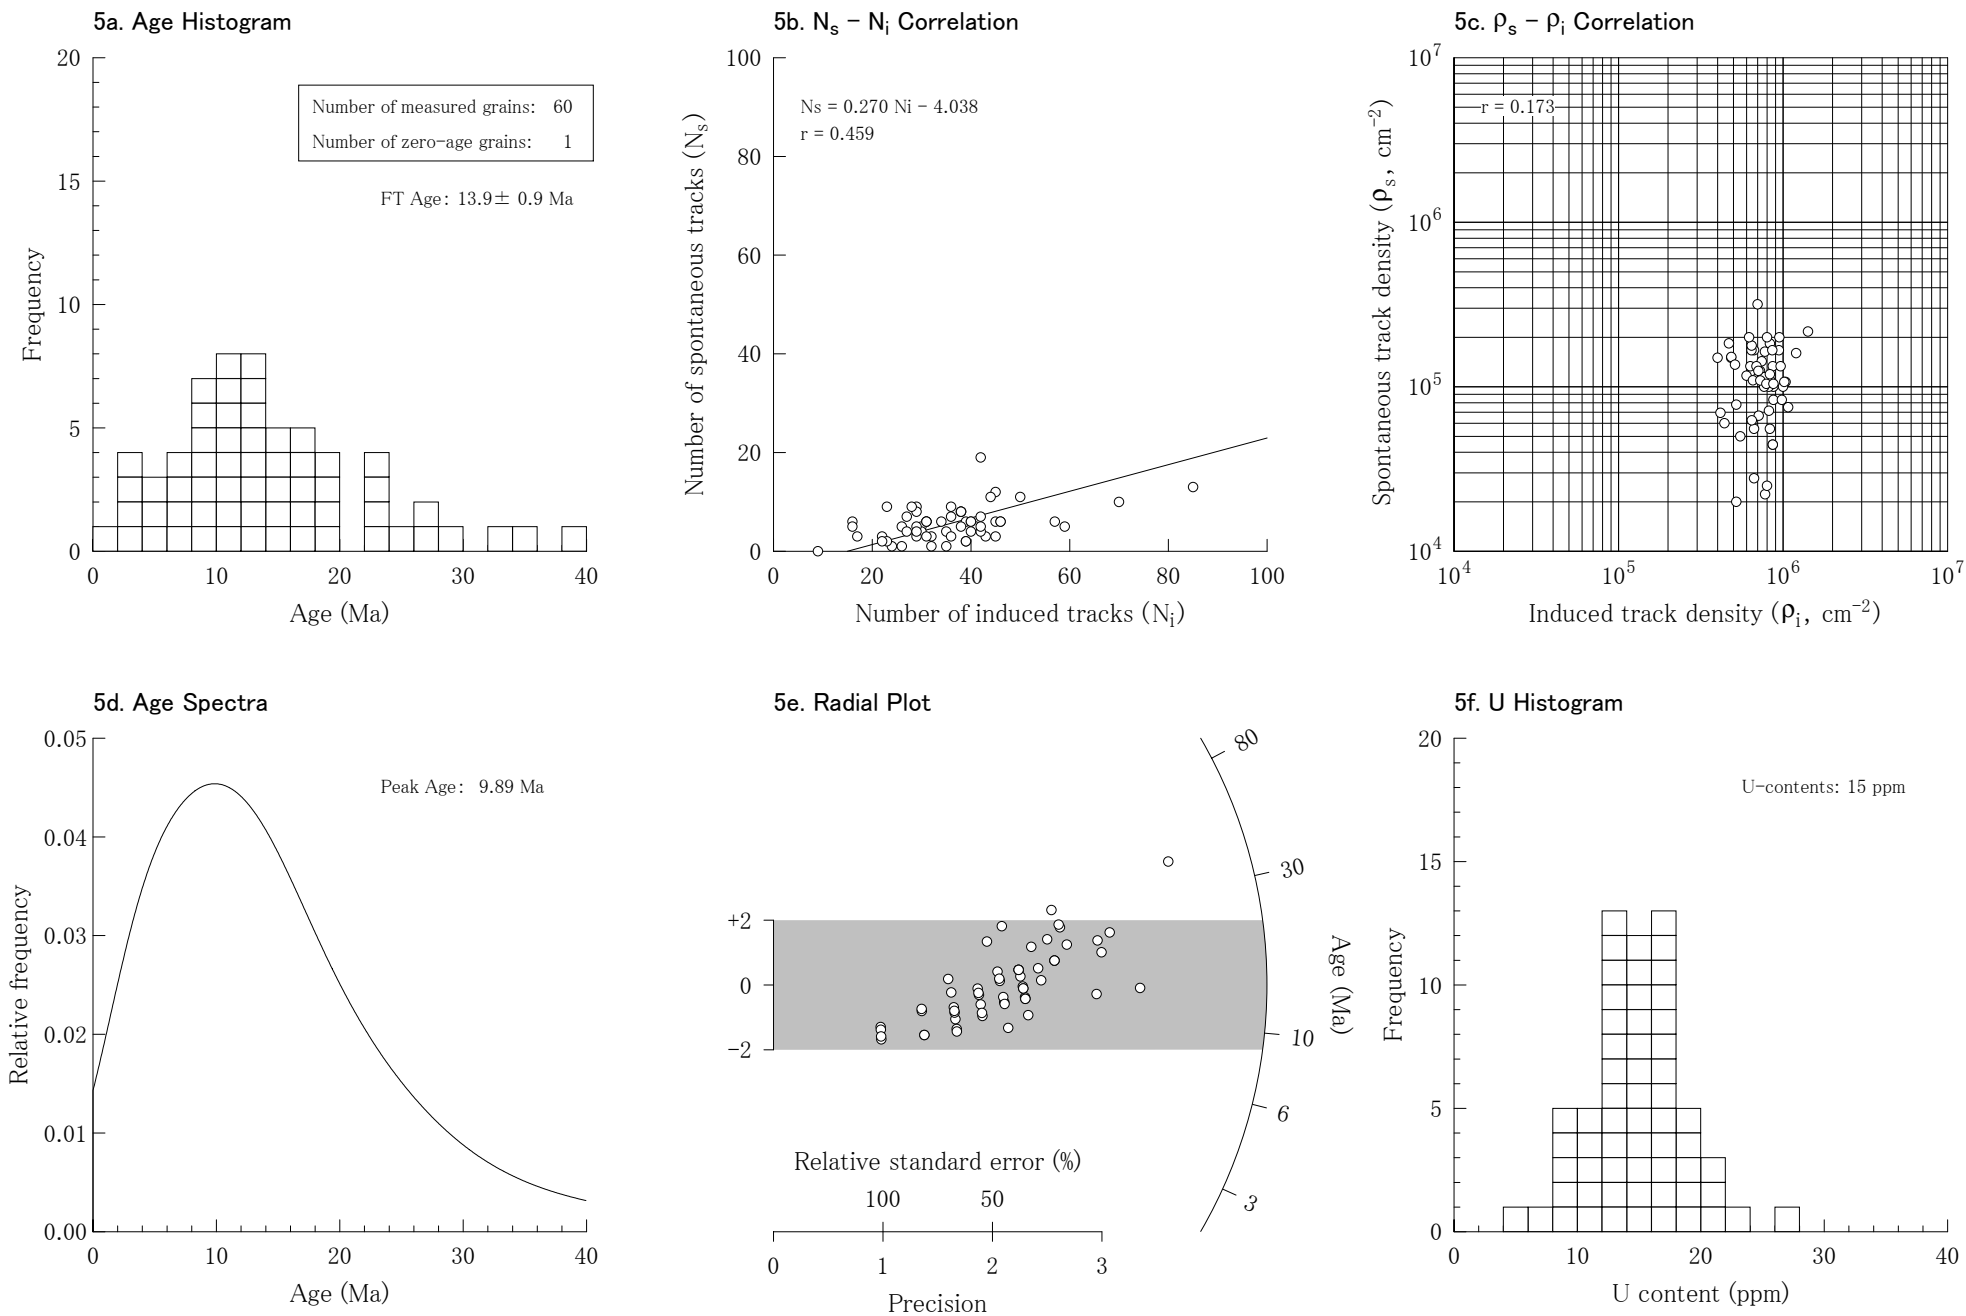 5a. Age Histogram
20
15
10
5
0
Frequency
Number of measured grains: 60
Number of zero-age grains: 1
FT Age: 13.9± 0.9 Ma
0 10 20 30 40
Age (Ma)
5b. Ns − Ni Correlation
100
80
60
40
20
0
Number of spontaneous tracks (Ns)
Ns = 0.270 Ni − 4.038
r = 0.459
0 20 40 60 80 100
Number of induced tracks (Ni)
5c. ρs − ρi Correlation
10^7
10^6
10^5
10^4
Spontaneous track density (ρs, cm−2)
r = 0.173
10^4 10^5 10^6 10^7
Induced track density (ρi, cm−2)
5d. Age Spectra
0.05
0.04
0.03
0.02
0.01
0.00
Relative frequency
Peak Age: 9.89 Ma
0 10 20 30 40
Age (Ma)
5e. Radial Plot
+2
0
−2
80
30
10
6
3
Age (Ma)
Relative standard error (%)
100 50
0 1 2 3
Precision
5f. U Histogram
20
15
10
5
0
Frequency
U-contents: 15 ppm
0 10 20 30 40
U content (ppm)